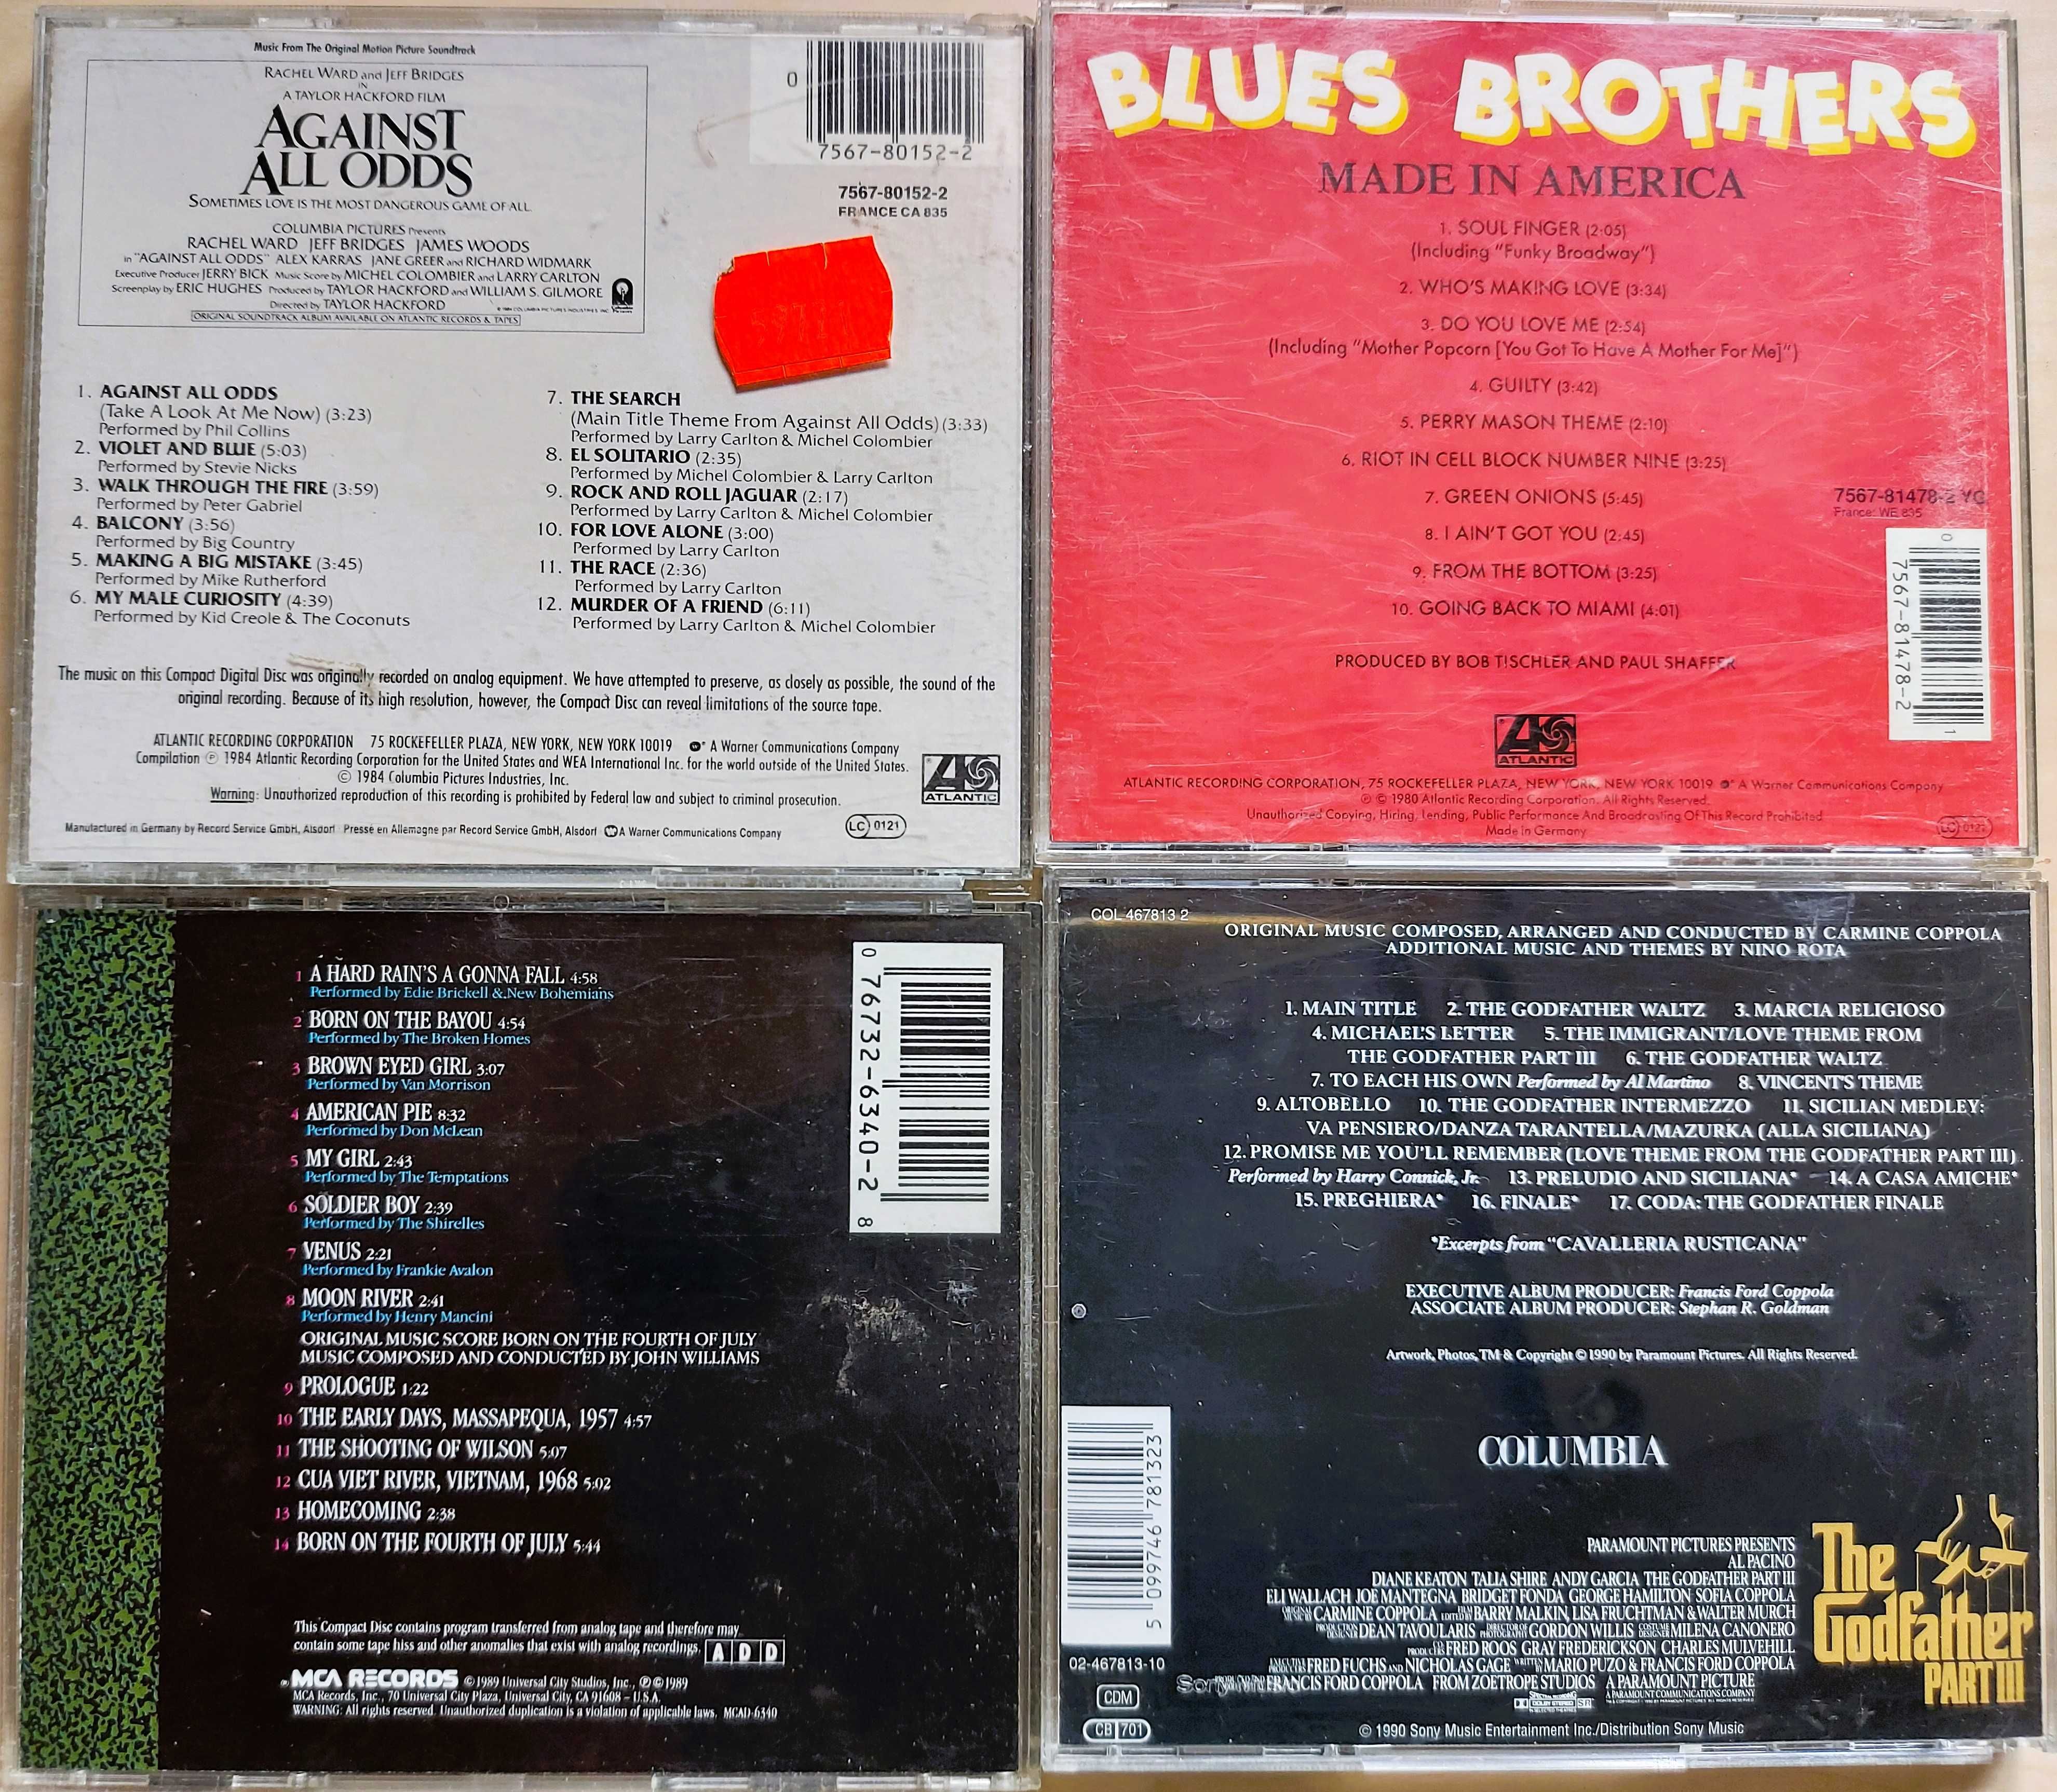 Music From The Original Motion Picture Soundtrack
RACHEL WARD and JEFF BRIDGES
IN
A TAYLOR HACKFORD FILM
AGAINST
ALL ODDS
SOMETIMES LOVE IS THE MOST DANGEROUS GAME OF ALL.
COLUMBIA PICTURES Presents
RACHEL WARD JEFF BRIDGES JAMES WOODS
in "AGAINST ALL ODDS" ALEX KARRAS JANE GREER and RICHARD WIDMARK
Executive Producer JERRY BICK Music Score by MICHEL COLOMBIER and LARRY CARLTON
Screenplay by ERIC HUGHES Produced by TAYLOR HACKFORD and WILLIAM S. GILMORE
Directed by TAYLOR HACKFORD
ORIGINAL SOUNDTRACK ALBUM AVAILABLE ON ATLANTIC RECORDS & TAPES
0
7567-80152-2
7567-80152-2
FRANCE CA 835
1. AGAINST ALL ODDS
(Take A Look At Me Now) (3:23)
Performed by Phil Collins
2. VIOLET AND BLUE (5:03)
Performed by Stevie Nicks
3. WALK THROUGH THE FIRE (3:59)
Performed by Peter Gabriel
4. BALCONY (3:56)
Performed by Big Country
5. MAKING A BIG MISTAKE (3:45)
Performed by Mike Rutherford
6. MY MALE CURIOSITY (4:39)
Performed by Kid Creole & The Coconuts
7. THE SEARCH
(Main Title Theme From Against All Odds) (3:33)
Performed by Larry Carlton & Michel Colombier
8. EL SOLITARIO (2:35)
Performed by Michel Colombier & Larry Carlton
9. ROCK AND ROLL JAGUAR (2:17)
Performed by Larry Carlton & Michel Colombier
10. FOR LOVE ALONE (3:00)
Performed by Larry Carlton
11. THE RACE (2:36)
Performed by Larry Carlton
12. MURDER OF A FRIEND (6:11)
Performed by Larry Carlton & Michel Colombier
The music on this Compact Digital Disc was originally recorded on analog equipment. We have attempted to preserve, as closely as possible, the sound of the
original recording. Because of its high resolution, however, the Compact Disc can reveal limitations of the source tape.
ATLANTIC RECORDING CORPORATION 75 ROCKEFELLER PLAZA, NEW YORK, NEW YORK 10019 A Warner Communications Company
Compilation ℗ 1984 Atlantic Recording Corporation for the United States and WEA International Inc. for the world outside of the United States.
© 1984 Columbia Pictures Industries, Inc.
Warning: Unauthorized reproduction of this recording is prohibited by Federal law and subject to criminal prosecution.
ATLANTIC
Manufactured in Germany by Record Service GmbH, Alsdorf Pressé en Allemagne par Record Service GmbH, Alsdorf A Warner Communications Company
LC 0121
BLUES BROTHERS
MADE IN AMERICA
1. SOUL FINGER (2:05)
(Including "Funky Broadway")
2. WHO'S MAKING LOVE (3:34)
3. DO YOU LOVE ME (2:54)
(Including "Mother Popcorn [You Got To Have A Mother For Me]")
4. GUILTY (3:42)
5. PERRY MASON THEME (2:10)
6. RIOT IN CELL BLOCK NUMBER NINE (3:25)
7. GREEN ONIONS (5:45)
8. I AIN'T GOT YOU (2:45)
9. FROM THE BOTTOM (3:25)
10. GOING BACK TO MIAMI (4:01)
PRODUCED BY BOB TISCHLER AND PAUL SHAFFER
7567-81478-2 YG
France: WE 835
0
7567-81478-2
1
ATLANTIC
ATLANTIC RECORDING CORPORATION, 75 ROCKEFELLER PLAZA, NEW YORK, NEW YORK 10019 A Warner Communications Company
℗ © 1980 Atlantic Recording Corporation. All Rights Reserved.
Unauthorized Copying, Hiring, Lending, Public Performance And Broadcasting Of This Record Prohibited
Made in Germany
LC 0121
1 A HARD RAIN'S A GONNA FALL 4:58
Performed by Edie Brickell & New Bohemians
2 BORN ON THE BAYOU 4:54
Performed by The Broken Homes
3 BROWN EYED GIRL 3:07
Performed by Van Morrison
4 AMERICAN PIE 8:32
Performed by Don McLean
5 MY GIRL 2:43
Performed by The Temptations
6 SOLDIER BOY 2:39
Performed by The Shirelles
7 VENUS 2:21
Performed by Frankie Avalon
8 MOON RIVER 2:41
Performed by Henry Mancini
ORIGINAL MUSIC SCORE BORN ON THE FOURTH OF JULY
MUSIC COMPOSED AND CONDUCTED BY JOHN WILLIAMS
9 PROLOGUE 1:22
10 THE EARLY DAYS, MASSAPEQUA, 1957 4:57
11 THE SHOOTING OF WILSON 5:07
12 CUA VIET RIVER, VIETNAM, 1968 5:02
13 HOMECOMING 2:38
14 BORN ON THE FOURTH OF JULY 5:44
0 76732-6340-2 8
This Compact Disc contains program transferred from analog tape and therefore may
contain some tape hiss and other anomalies that exist with analog recordings. A D D
MCA RECORDS © 1989 Universal City Studios, Inc., ℗ © 1989
MCA Records, Inc., 70 Universal City Plaza, Universal City, CA 91608 – U.S.A.
WARNING: All rights reserved. Unauthorized duplication is a violation of applicable laws. MCAD-6340
COL 467813 2
ORIGINAL MUSIC COMPOSED, ARRANGED AND CONDUCTED BY CARMINE COPPOLA
ADDITIONAL MUSIC AND THEMES BY NINO ROTA
1. MAIN TITLE 2. THE GODFATHER WALTZ 3. MARCIA RELIGIOSO
4. MICHAEL'S LETTER 5. THE IMMIGRANT/LOVE THEME FROM
THE GODFATHER PART III 6. THE GODFATHER WALTZ
7. TO EACH HIS OWN Performed by Al Martino 8. VINCENT'S THEME
9. ALTOBELLO 10. THE GODFATHER INTERMEZZO 11. SICILIAN MEDLEY:
VA PENSIERO/DANZA TARANTELLA/MAZURKA (ALLA SICILIANA)
12. PROMISE ME YOU'LL REMEMBER (LOVE THEME FROM THE GODFATHER PART III)
Performed by Harry Connick, Jr. 13. PRELUDIO AND SICILIANA* 14. A CASA AMICHE*
15. PREGHIERA* 16. FINALE* 17. CODA: THE GODFATHER FINALE
*Excerpts from "CAVALLERIA RUSTICANA"
EXECUTIVE ALBUM PRODUCER: Francis Ford Coppola
ASSOCIATE ALBUM PRODUCER: Stephan R. Goldman
Artwork, Photos, TM & Copyright © 1990 by Paramount Pictures. All Rights Reserved.
COLUMBIA
5 099746 781323
02-467813-10
CDM
CB 701
PARAMOUNT PICTURES PRESENTS
AL PACINO
DIANE KEATON TALIA SHIRE ANDY GARCIA THE GODFATHER PART III
ELI WALLACH JOE MANTEGNA BRIDGET FONDA GEORGE HAMILTON SOFIA COPPOLA
CARMINE COPPOLA EDITED BY BARRY MALKIN, LISA FRUCHTMAN & WALTER MURCH
PRODUCTION DESIGNER DEAN TAVOULARIS DIRECTOR OF PHOTOGRAPHY GORDON WILLIS COSTUME DESIGNER MILENA CANONERO
FRED ROOS GRAY FREDERICKSON CHARLES MULVEHILL
EXECUTIVE PRODUCERS FRED FUCHS AND NICHOLAS GAGE WRITTEN BY MARIO PUZO & FRANCIS FORD COPPOLA
FRANCIS FORD COPPOLA FROM ZOETROPE STUDIOS A PARAMOUNT PICTURE
A PARAMOUNT COMMUNICATIONS COMPANY
DOLBY STEREO SR
The
Godfather
PART III
© 1990 Sony Music Entertainment Inc./Distribution Sony Music